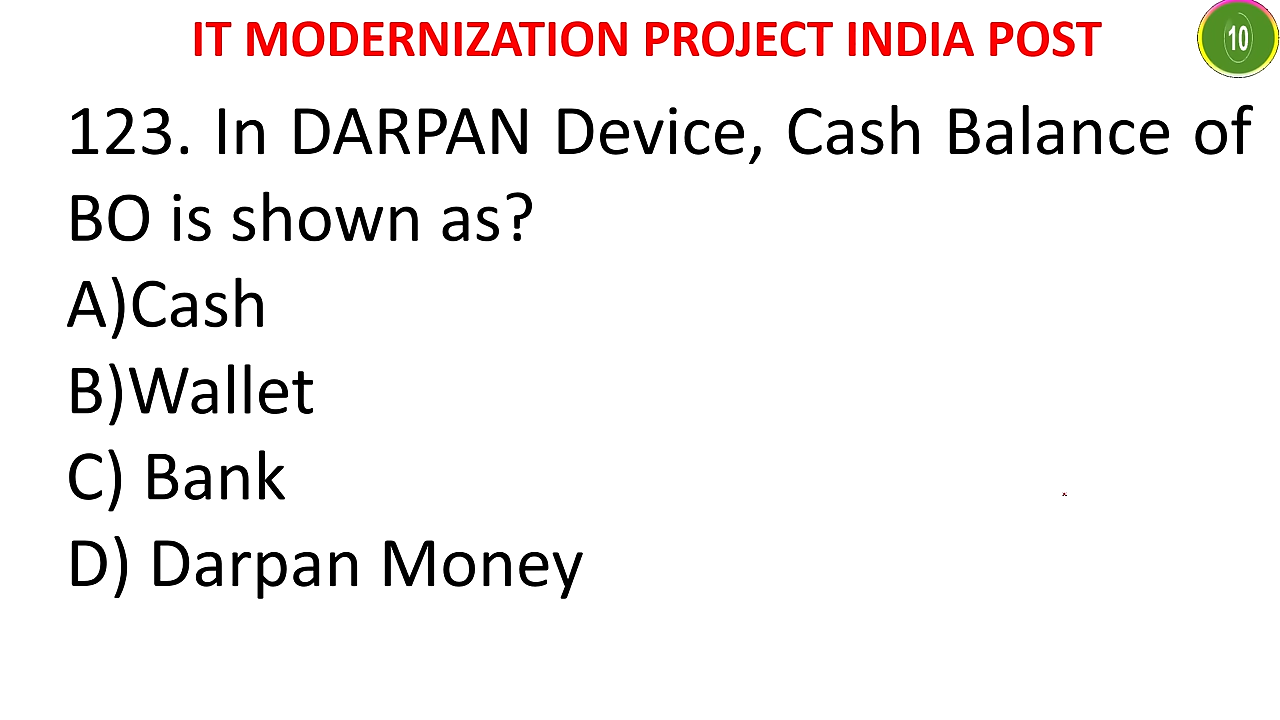 IT MODERNIZATION PROJECT INDIA POST
10
123. In DARPAN Device, Cash Balance of
BO is shown as?
A)Cash
B)Wallet
C) Bank
D) Darpan Money